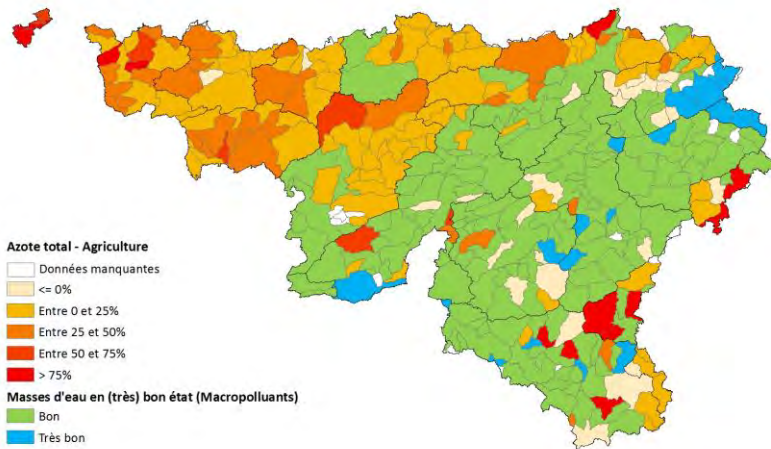 Azote total - Agriculture
Données manquantes
<= 0%
Entre 0 et 25%
Entre 25 et 50%
Entre 50 et 75%
> 75%
Masses d'eau en (très) bon état (Macropolluants)
Bon
Très bon